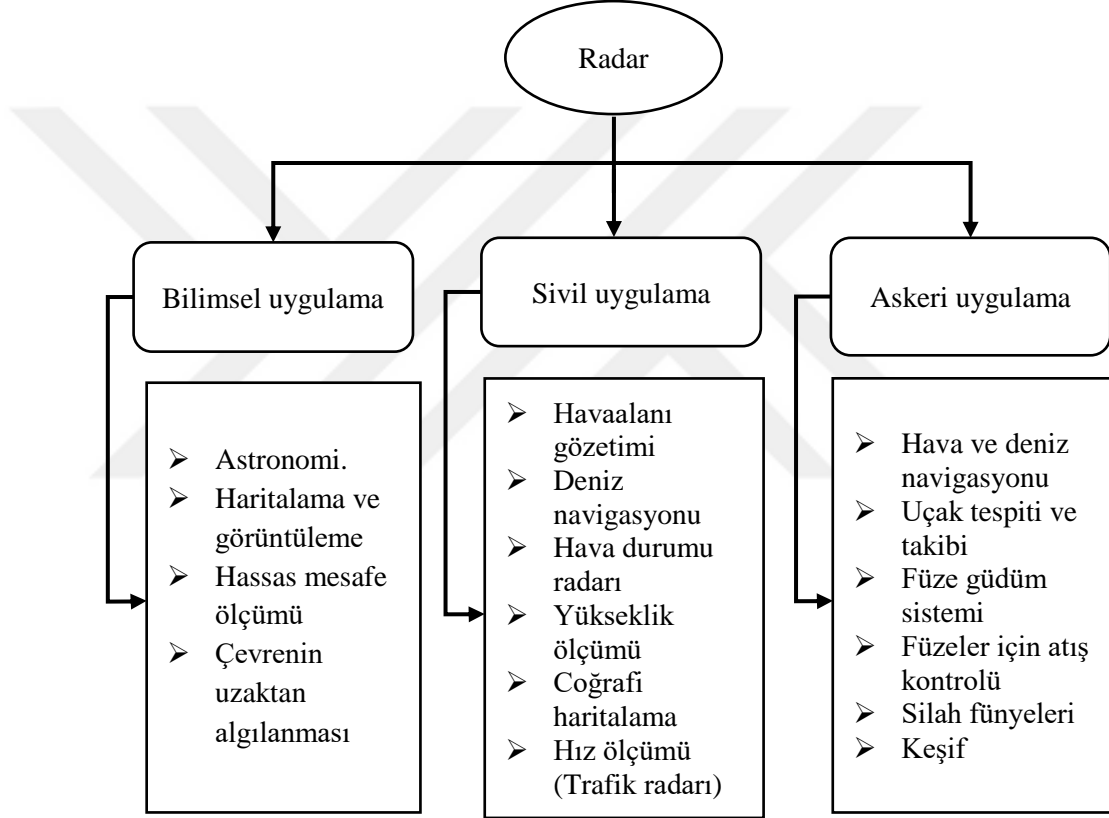 Radar
Bilimsel uygulama
Sivil uygulama
Askeri uygulama
➢ Astronomi.
➢ Haritalama ve
görüntüleme
➢ Hassas mesafe
ölçümü
➢ Çevrenin
uzaktan
algılanması
➢ Havaalanı
gözetimi
➢ Deniz
navigasyonu
➢ Hava durumu
radarı
➢ Yükseklik
ölçümü
➢ Coğrafi
haritalama
➢ Hız ölçümü
(Trafik radarı)
➢ Hava ve deniz
navigasyonu
➢ Uçak tespiti ve
takibi
➢ Füze güdüm
sistemi
➢ Füzeler için atış
kontrolü
➢ Silah fünyeleri
➢ Keşif